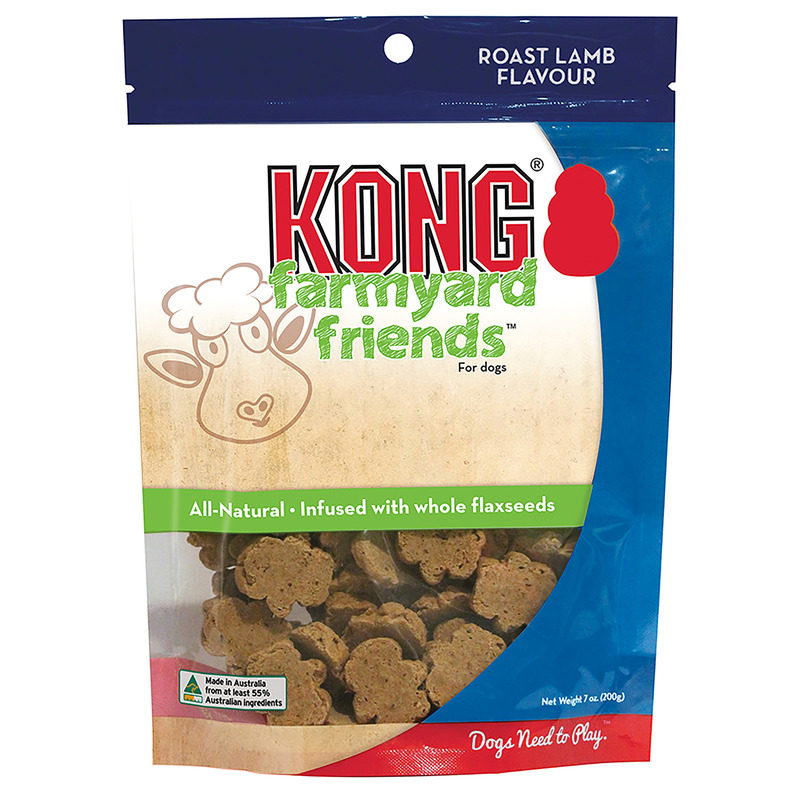 ROAST LAMB
FLAVOUR
KONG®
farmyard
friends™
For dogs
All-Natural • Infused with whole flaxseeds
Made in Australia
from at least 55%
Australian ingredients
Net Weight 7 oz. (200g)
Dogs Need to Play.™